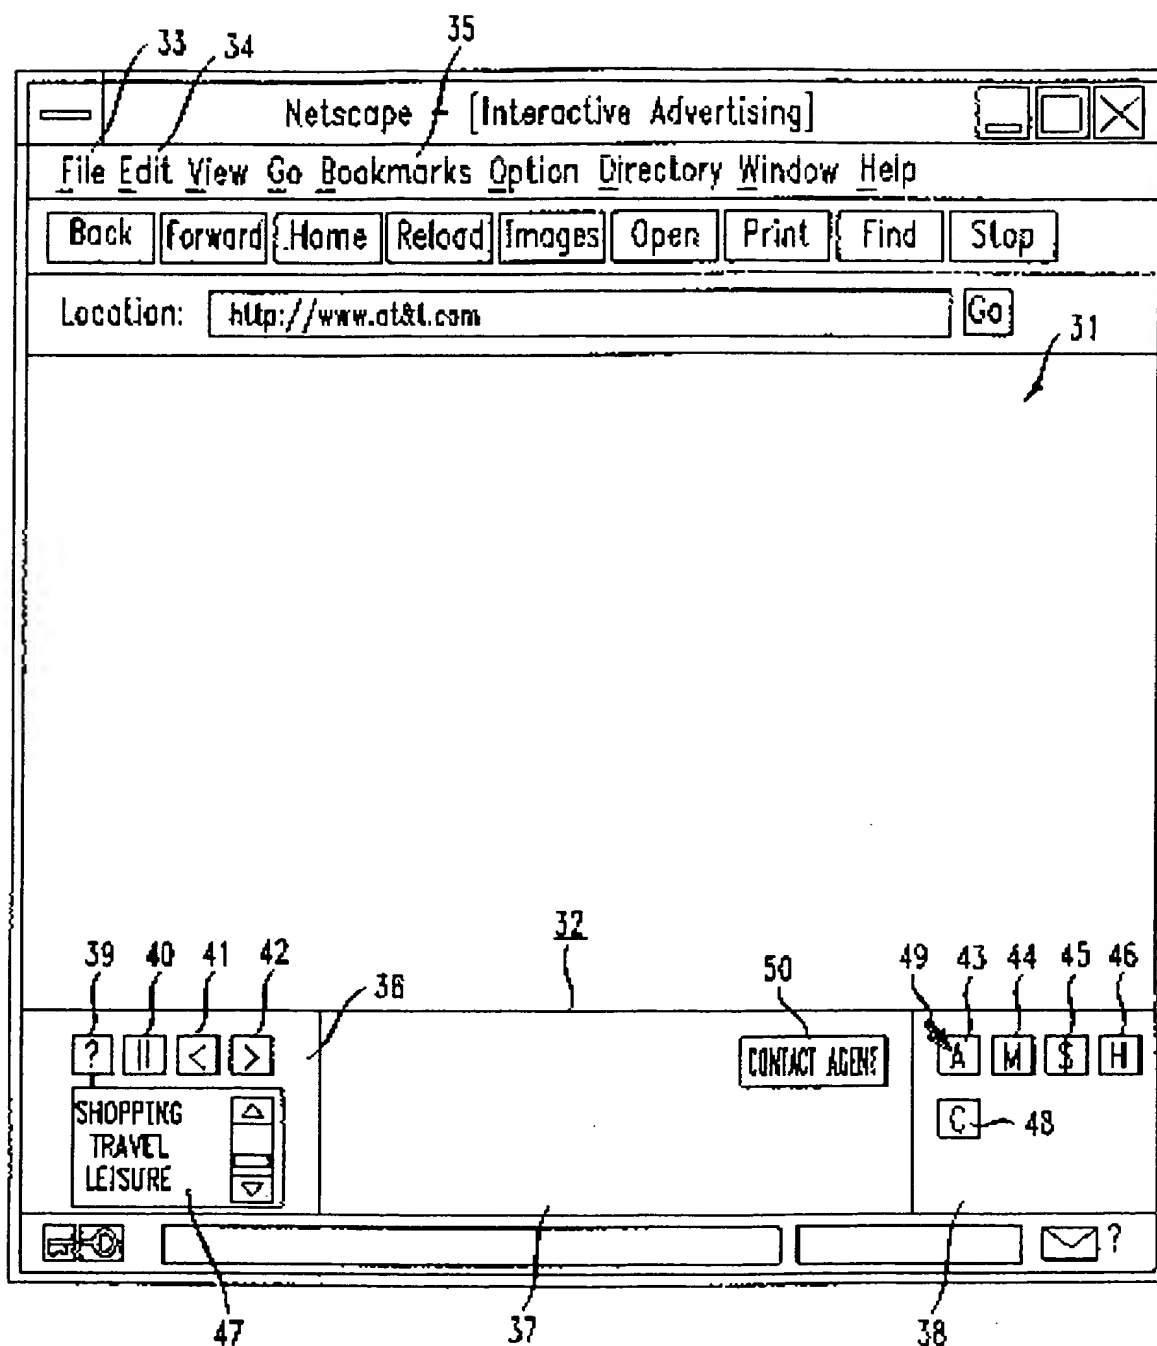 33 34 35
Netscape - [Interactive Advertising]
File Edit View Go Bookmarks Option Directory Window Help
Back Forward Home Reload Images Open Print Find Stop
Location: http://www.at&t.com Go
31
32
39 40 41 42 36 50 49 43 44 45 46
? || < > CONTACT AGENT A M $ H
C 48
SHOPPING
TRAVEL
LEISURE
?
47 37 38